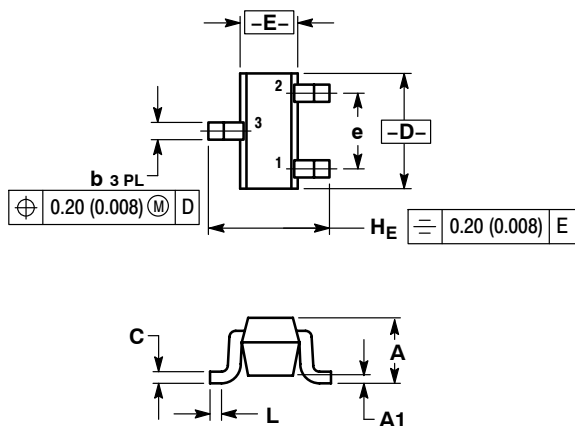 –E–
2
3
e
–D–
1
b 3 PL
⌖ 0.20 (0.008) Ⓜ D
HE
⌯ 0.20 (0.008) E
C
A
L
A1